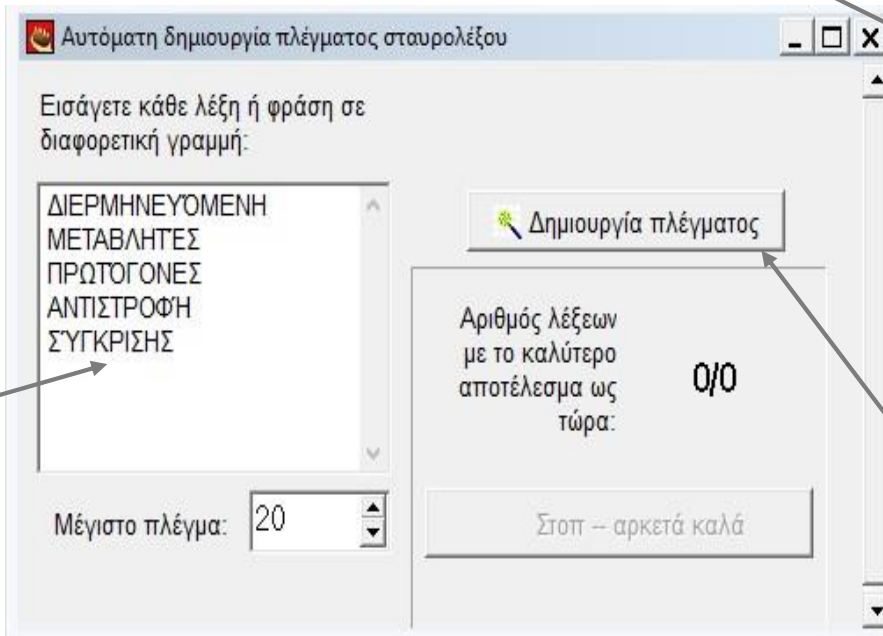 Αυτόματη δημιουργία πλέγματος σταυρολέξου
Εισάγετε κάθε λέξη ή φράση σε
διαφορετική γραμμή:
ΔΙΕΡΜΗΝΕΥΌΜΕΝΗ
ΜΕΤΑΒΛΗΤΈΣ
ΠΡΩΤΌΓΟΝΕΣ
ΑΝΤΙΣΤΡΟΦΉ
ΣΎΓΚΡΙΣΗΣ
Μέγιστο πλέγμα: 20
Δημιουργία πλέγματος
Αριθμός λέξεων
με το καλύτερο
αποτέλεσμα ως
τώρα:
0/0
Στοπ -- αρκετά καλά